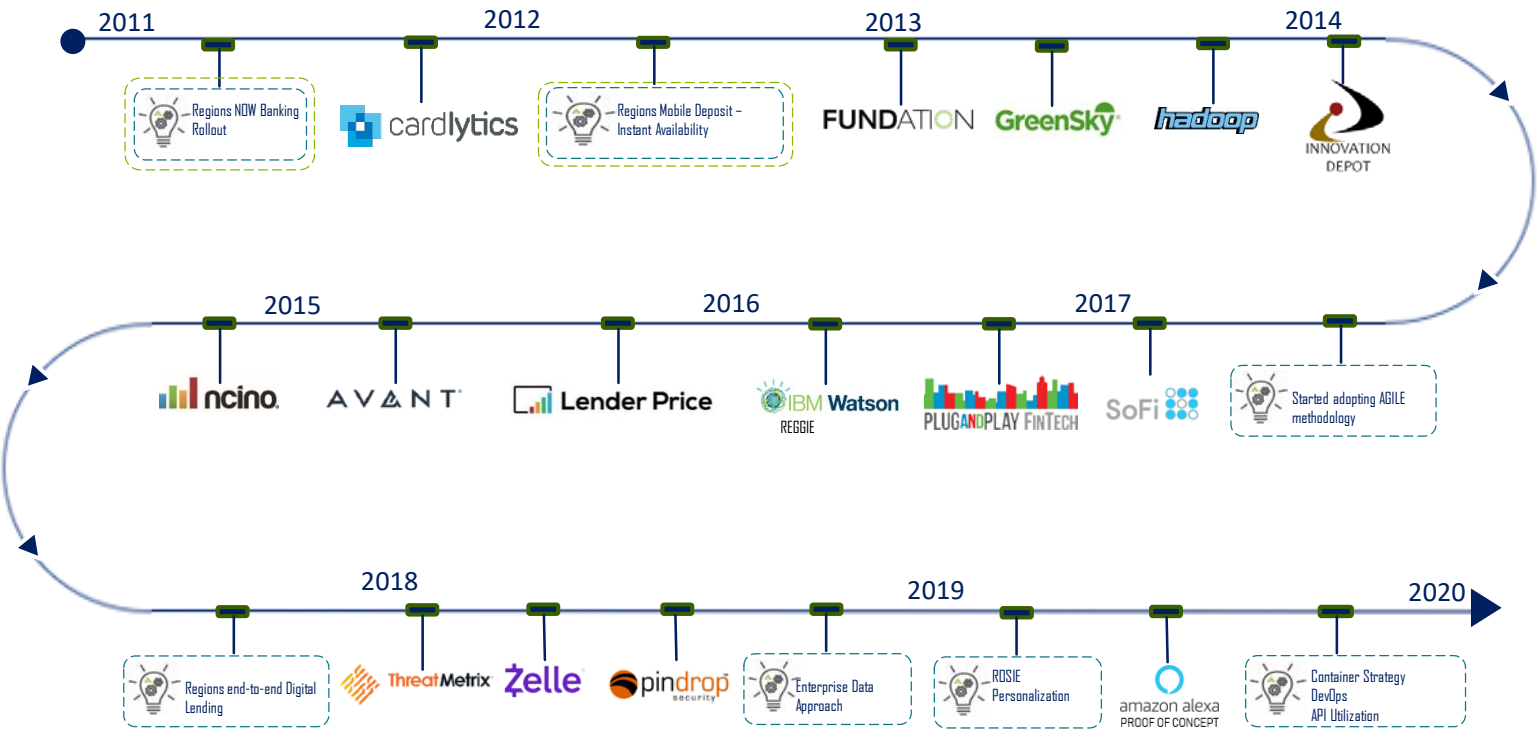 2011
2012
2013
2014
Regions NOW Banking
Rollout
cardlytics
Regions Mobile Deposit –
Instant Availability
FUNDATION
GreenSky
hadoop
INNOVATION
DEPOT
2015
2016
2017
ncino.
AVANT
Lender Price
IBM Watson
REGGIE
PLUGANDPLAY FINTECH
SoFi
Started adopting AGILE
methodology
2018
2019
2020
Regions end-to-end Digital
Lending
ThreatMetrix
Zelle
pindrop
security
Enterprise Data
Approach
ROSIE
Personalization
amazon alexa
PROOF OF CONCEPT
Container Strategy
DevOps
API Utilization